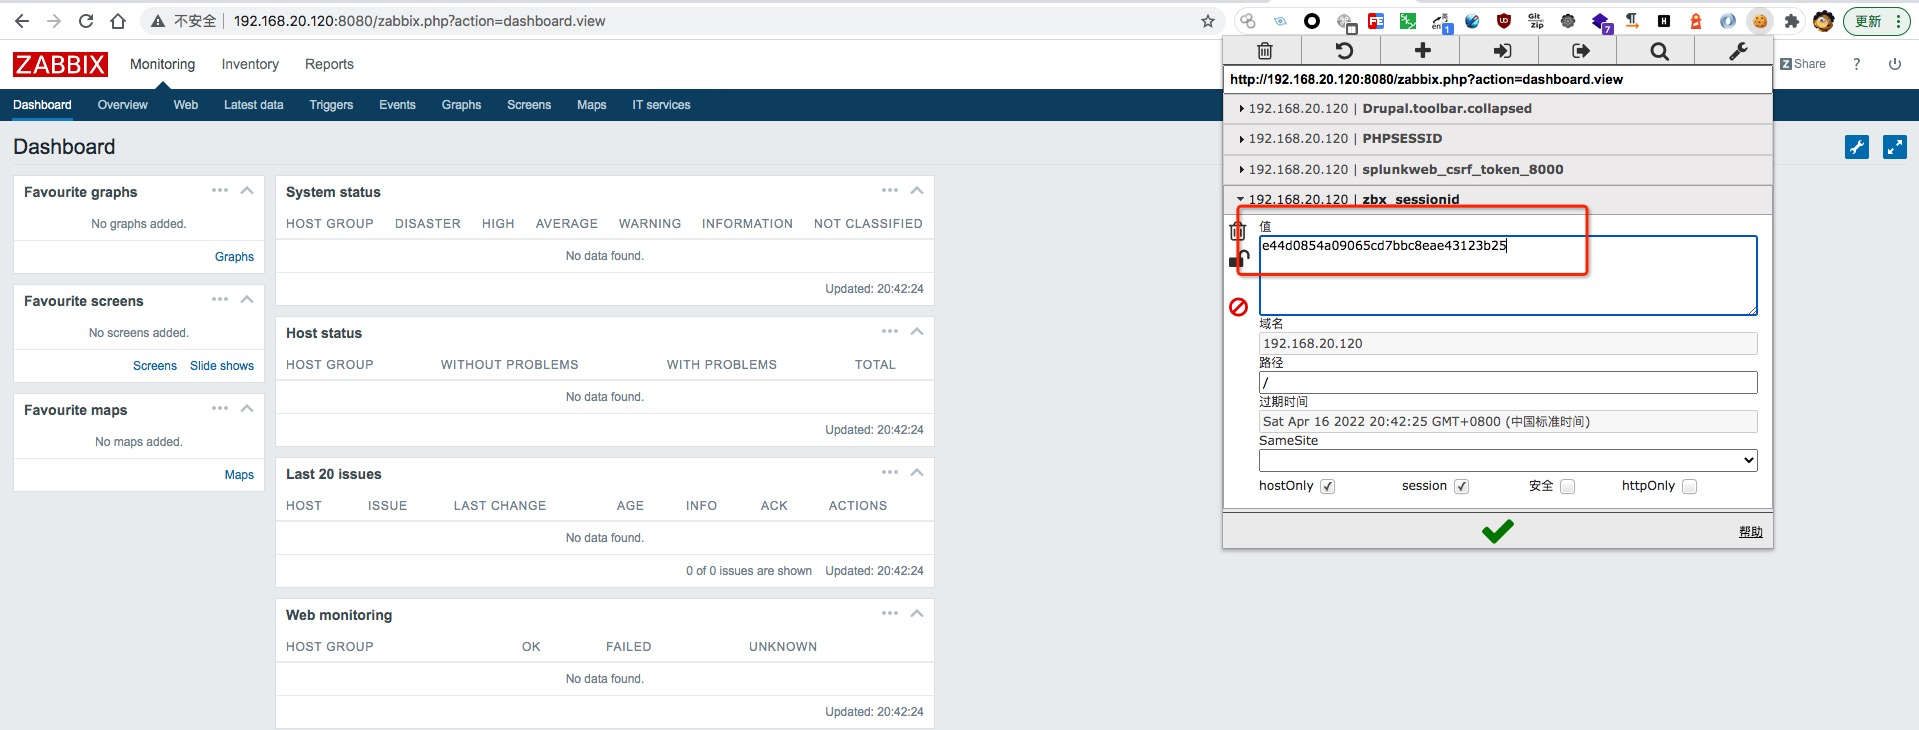 不安全 | 192.168.20.120:8080/zabbix.php?action=dashboard.view
更新
ZABBIX Monitoring Inventory Reports
Share ?
Dashboard Overview Web Latest data Triggers Events Graphs Screens Maps IT services
Dashboard
Favourite graphs
No graphs added.
Graphs
Favourite screens
No screens added.
Screens Slide shows
Favourite maps
No maps added.
Maps
System status
HOST GROUP DISASTER HIGH AVERAGE WARNING INFORMATION NOT CLASSIFIED
No data found.
Updated: 20:42:24
Host status
HOST GROUP WITHOUT PROBLEMS WITH PROBLEMS TOTAL
No data found.
Updated: 20:42:24
Last 20 issues
HOST ISSUE LAST CHANGE AGE INFO ACK ACTIONS
No data found.
0 of 0 issues are shown Updated: 20:42:24
Web monitoring
HOST GROUP OK FAILED UNKNOWN
No data found.
Updated: 20:42:24
http://192.168.20.120:8080/zabbix.php?action=dashboard.view
192.168.20.120 | Drupal.toolbar.collapsed
192.168.20.120 | PHPSESSID
192.168.20.120 | splunkweb_csrf_token_8000
192.168.20.120 | zbx_sessionid
值
e44d0854a09065cd7bbc8eae43123b25
域名
192.168.20.120
路径
/
过期时间
Sat Apr 16 2022 20:42:25 GMT+0800 (中国标准时间)
SameSite
hostOnly session 安全 httpOnly
帮助